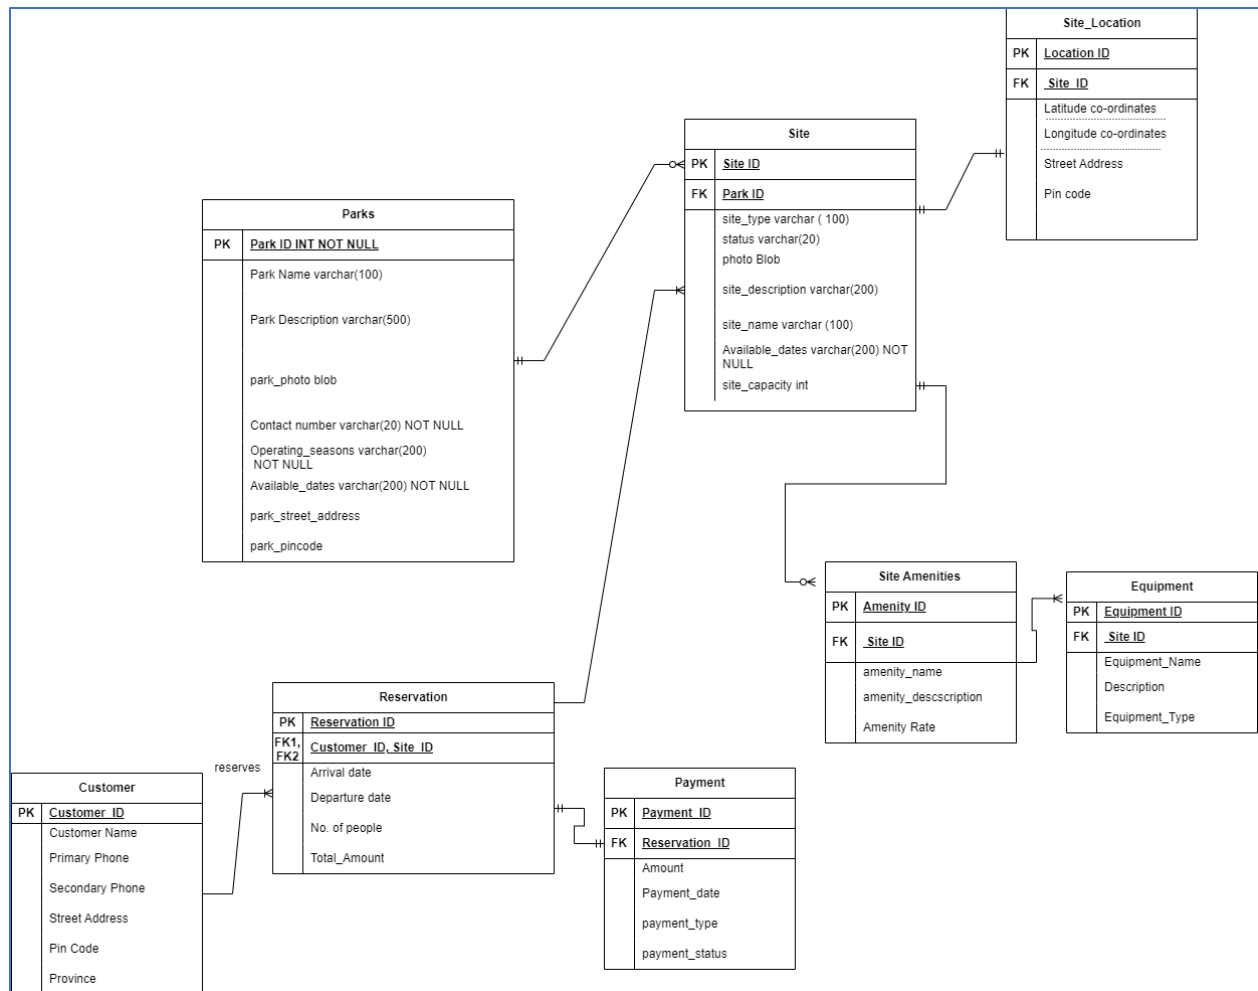 Site_Location
PK Location ID
FK _Site_ID
Latitude co-ordinates
Longitude co-ordinates
Street Address
Pin code
Site
PK Site ID
FK Park ID
site_type varchar ( 100)
status varchar(20)
photo Blob
site_description varchar(200)
site_name varchar (100)
Available_dates varchar(200) NOT
NULL
site_capacity int
Parks
PK Park ID INT NOT NULL
Park Name varchar(100)
Park Description varchar(500)
park_photo blob
Contact number varchar(20) NOT NULL
Operating_seasons varchar(200)
NOT NULL
Available_dates varchar(200) NOT NULL
park_street_address
park_pincode
Site Amenities
PK Amenity ID
FK _Site ID
amenity_name
amenity_descscription
Amenity Rate
Equipment
PK Equipment ID
FK _Site ID
Equipment_Name
Description
Equipment_Type
Reservation
PK Reservation ID
FK1,
FK2 Customer_ID, Site_ID
Arrival date
Departure date
No. of people
Total_Amount
reserves
Customer
PK Customer_ID
Customer Name
Primary Phone
Secondary Phone
Street Address
Pin Code
Province
Payment
PK Payment_ID
FK Reservation_ID
Amount
Payment_date
payment_type
payment_status